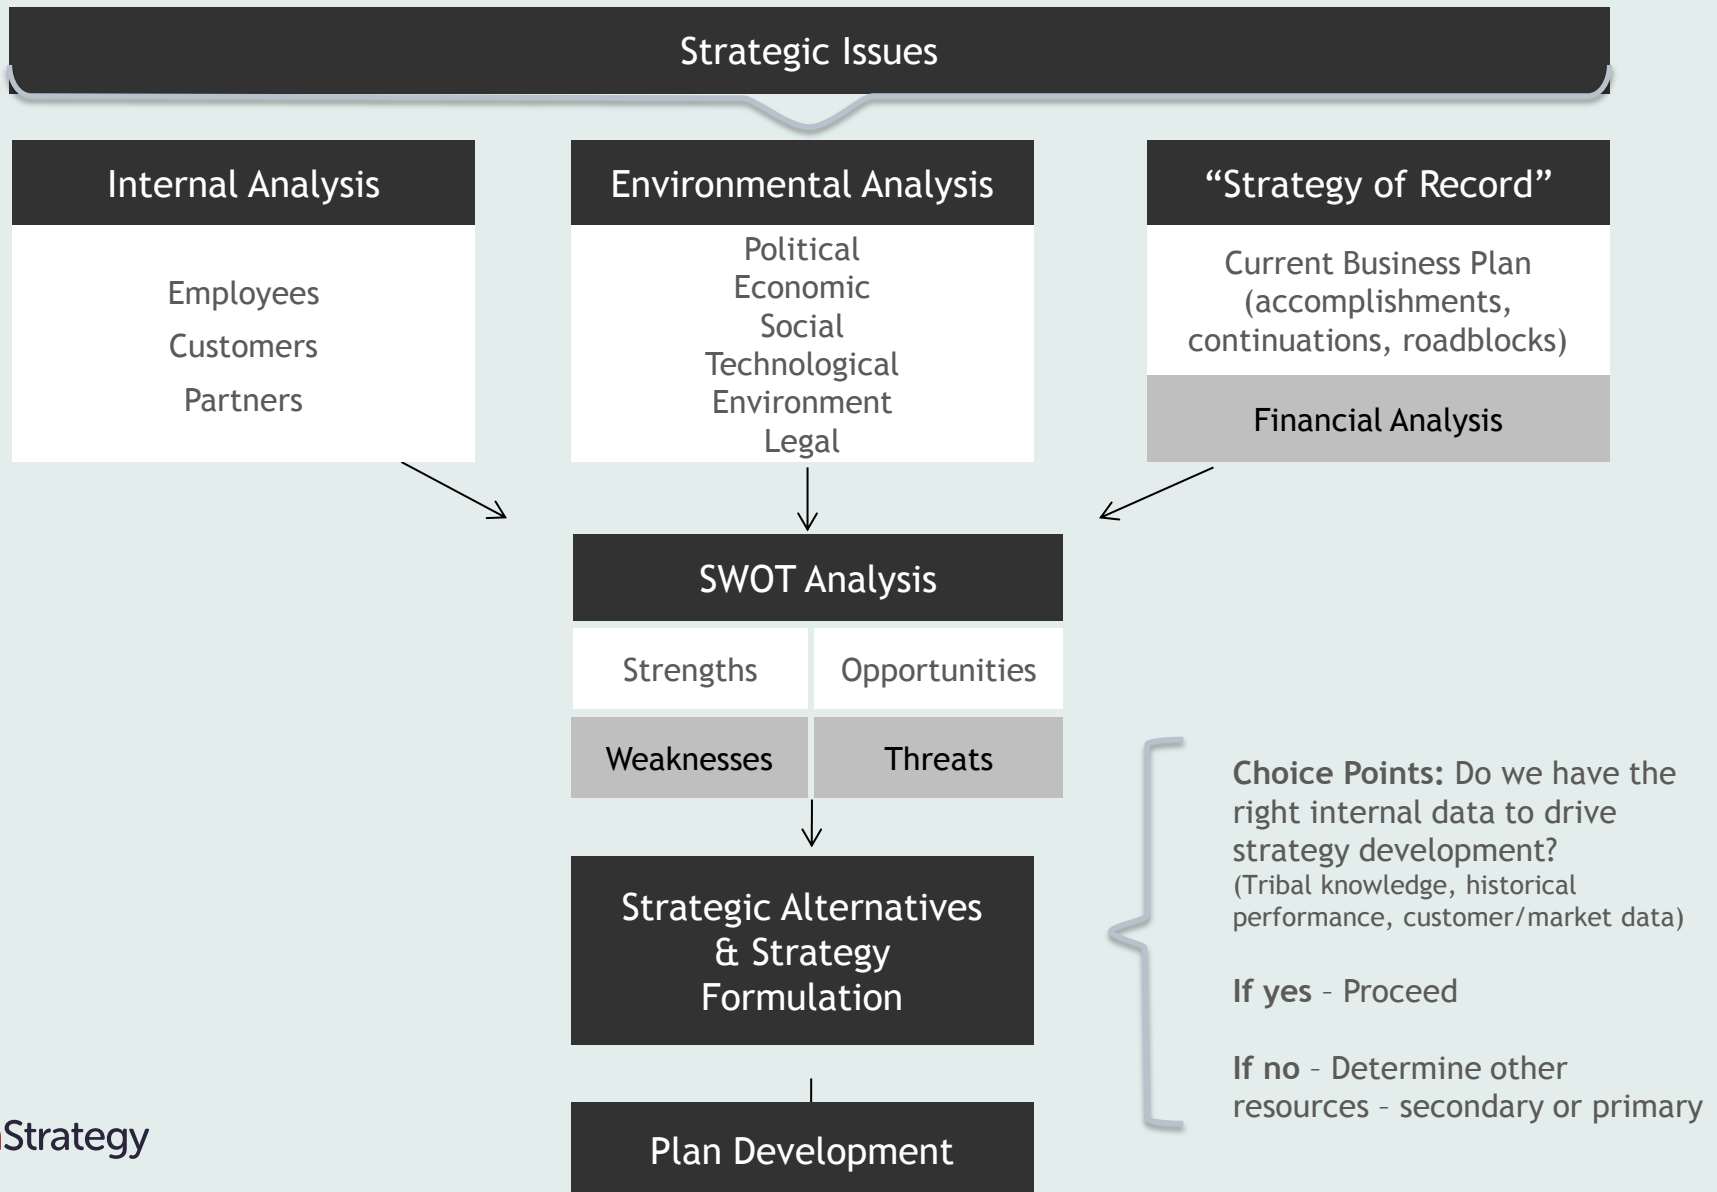 Strategic Issues
Internal Analysis
Employees
Customers
Partners
Environmental Analysis
Political
Economic
Social
Technological
Environment
Legal
“Strategy of Record”
Current Business Plan
(accomplishments,
continuations, roadblocks)
Financial Analysis
SWOT Analysis
Strengths
Opportunities
Weaknesses
Threats
Strategic Alternatives
& Strategy
Formulation
Plan Development
Choice Points: Do we have the
right internal data to drive
strategy development?
(Tribal knowledge, historical
performance, customer/market data)
If yes – Proceed
If no – Determine other
resources – secondary or primary
Strategy